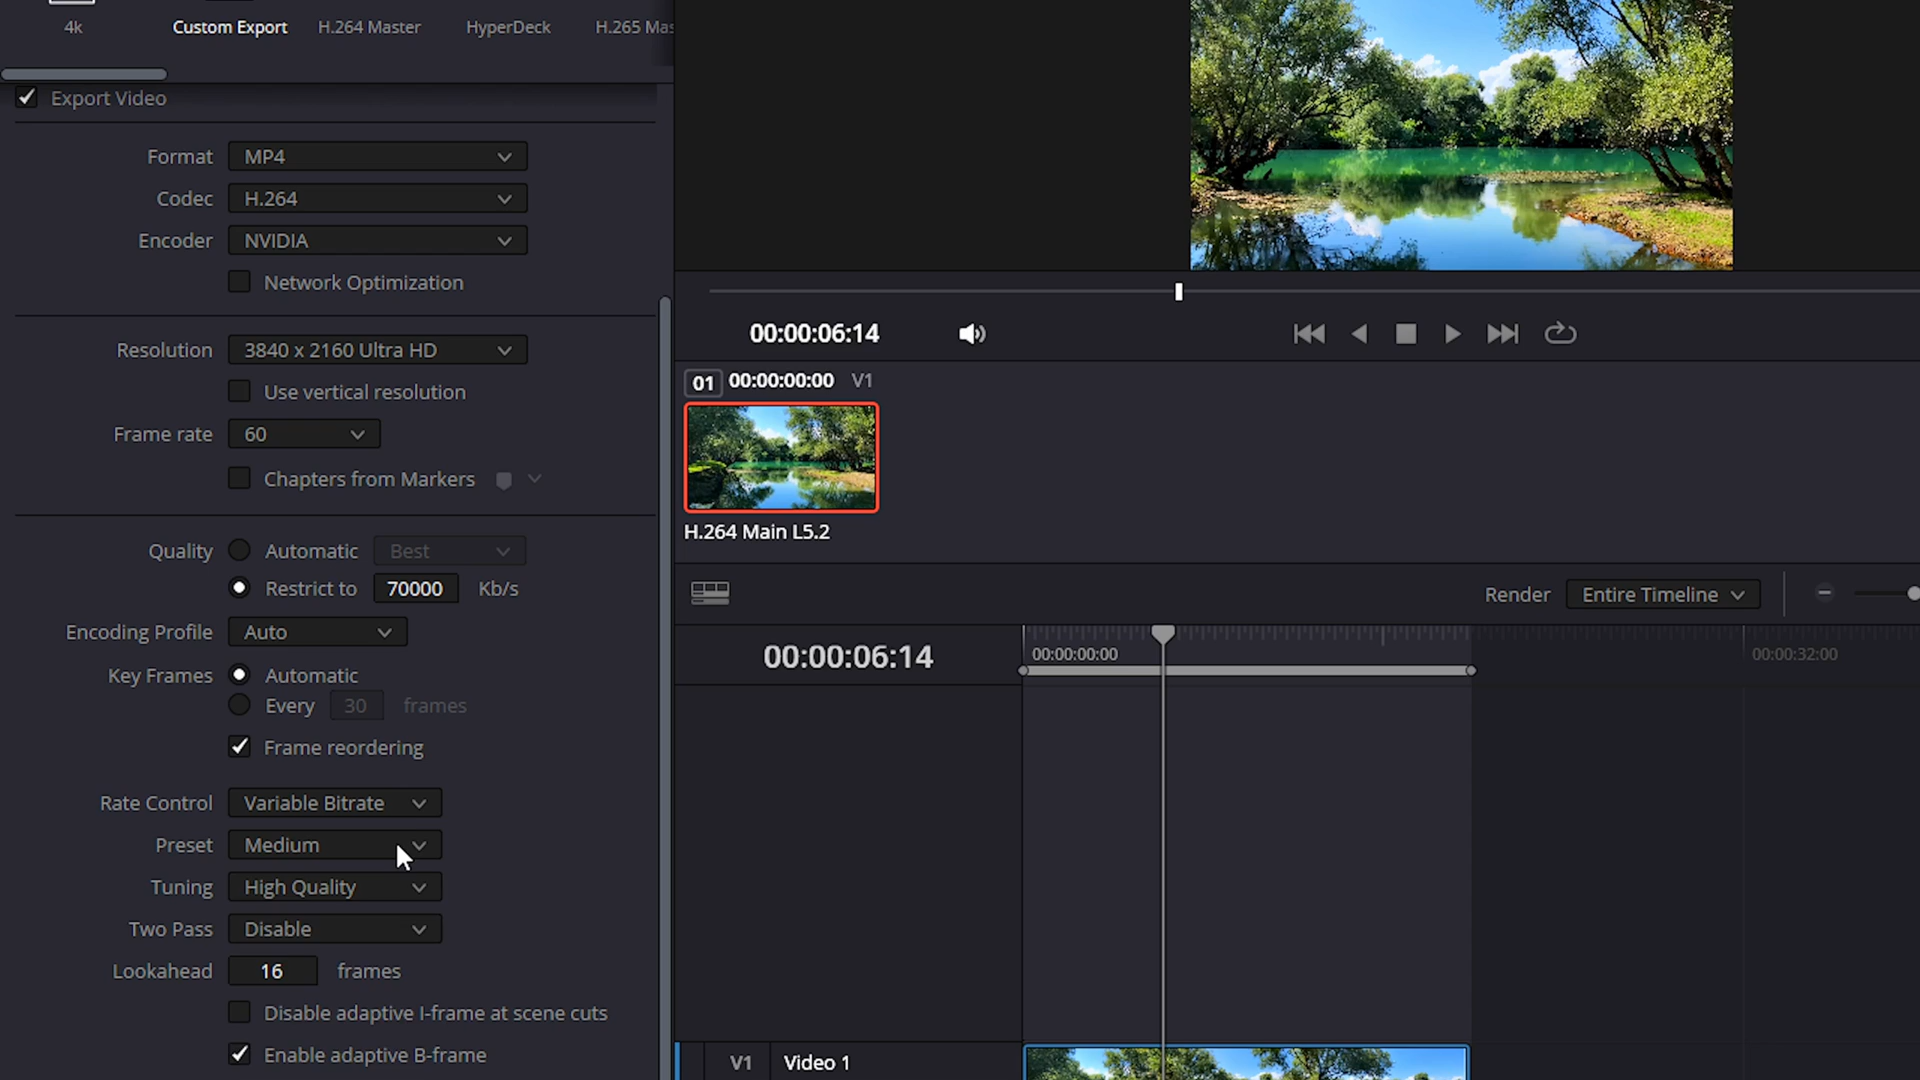 4k
Custom Export
H.264 Master
HyperDeck
H.265 Mas
Export Video
Format MP4
Codec H.264
Encoder NVIDIA
Network Optimization
Resolution 3840 x 2160 Ultra HD
Use vertical resolution
Frame rate 60
Chapters from Markers
Quality Automatic Best
Restrict to 70000 Kb/s
Encoding Profile Auto
Key Frames Automatic
Every 30 frames
Frame reordering
Rate Control Variable Bitrate
Preset Medium
Tuning High Quality
Two Pass Disable
Lookahead 16 frames
Disable adaptive I-frame at scene cuts
Enable adaptive B-frame
00:00:06:14
01 00:00:00:00 V1
H.264 Main L5.2
Render Entire Timeline
00:00:06:14
00:00:00:00
00:00:32:00
V1 Video 1